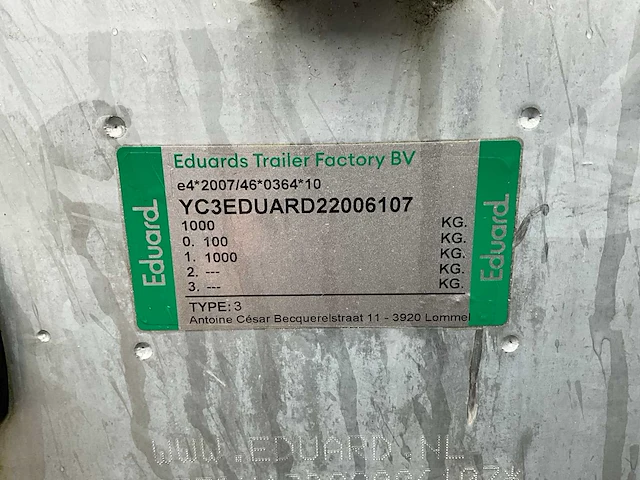 Eduards Trailer Factory BV
e4*2007/46*0364*10
YC3EDUARD22006107
1000 KG.
0. 100 KG.
1. 1000 KG.
2. --- KG.
3. --- KG.
TYPE: 3
Antoine César Becquerelstraat 11 - 3920 Lommel
Eduard
Eduard
WWW.EDUARD.NL